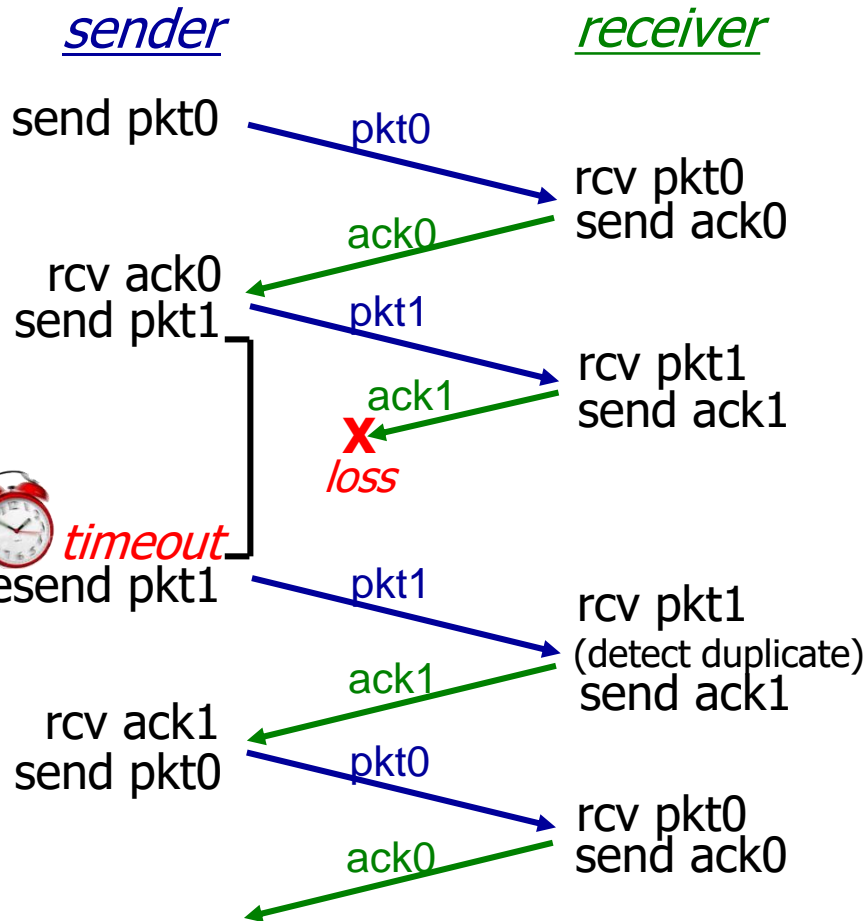 sender
receiver
send pkt0
pkt0
rcv pkt0
send ack0
ack0
rcv ack0
send pkt1
pkt1
rcv pkt1
send ack1
ack1
X
loss
timeout
esend pkt1
pkt1
rcv pkt1
(detect duplicate)
send ack1
ack1
rcv ack1
send pkt0
pkt0
rcv pkt0
send ack0
ack0